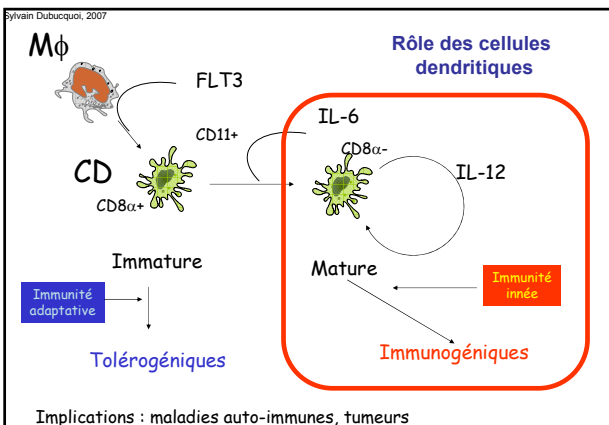 Sylvain Dubucquoi, 2007
Mϕ
Rôle des cellules
dendritiques
FLT3
IL-6
CD11+
CD8α-
CD
IL-12
CD8α+
Immature
Mature
Immunité
adaptative
Immunité
innée
Tolérogéniques
Immunogéniques
Implications : maladies auto-immunes, tumeurs